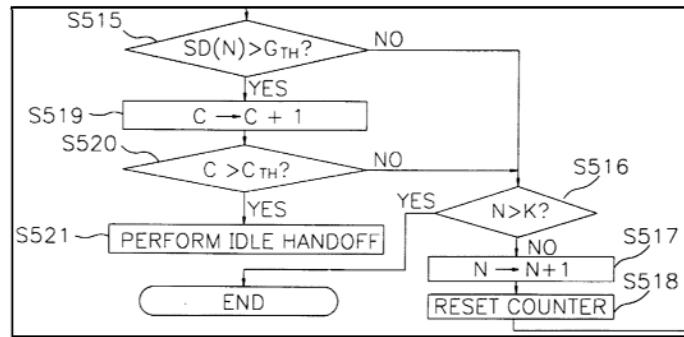 S515
SD(N)>GTH?
NO
YES
S519
C → C + 1
S520
C >CTH?
NO
S516
YES
N>K?
YES
S521
PERFORM IDLE HANDOFF
NO
S517
N → N+1
END
S518
RESET COUNTER